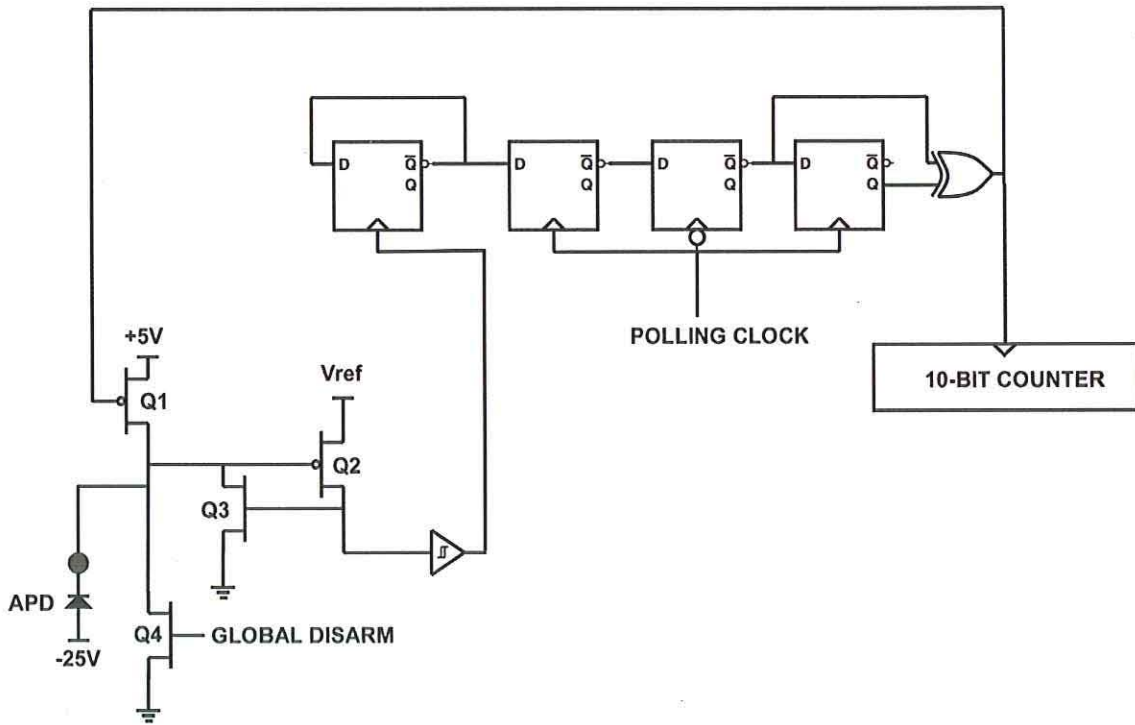 D Q̅ Q
D Q̅ Q
D Q̅ Q
D Q̅ Q
POLLING CLOCK
10-BIT COUNTER
+5V
Q1
Vref
Q2
Q3
APD
-25V
Q4
GLOBAL DISARM